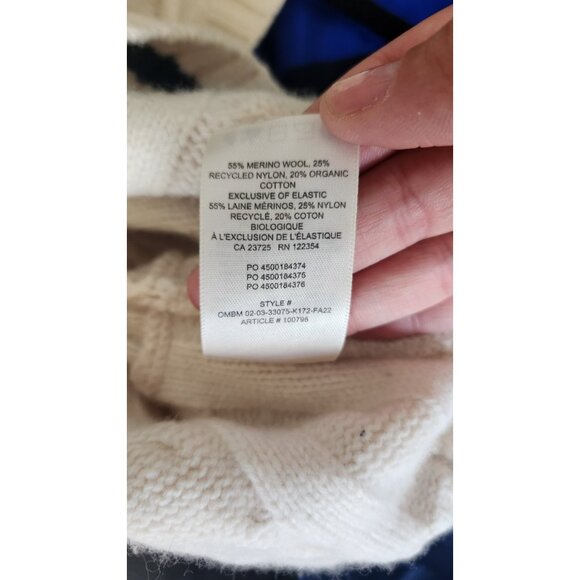 55% MERINO WOOL, 25%
RECYCLED NYLON, 20% ORGANIC
COTTON
EXCLUSIVE OF ELASTIC
55% LAINE MÉRINOS, 25% NYLON
RECYCLÉ, 20% COTON
BIOLOGIQUE
À L'EXCLUSION DE L'ÉLASTIQUE
CA 23725 RN 122354
PO 4500184374
PO 4500184375
PO 4500184376
STYLE #
OMBM 02-03-33075-K172-FA22
ARTICLE # 100795